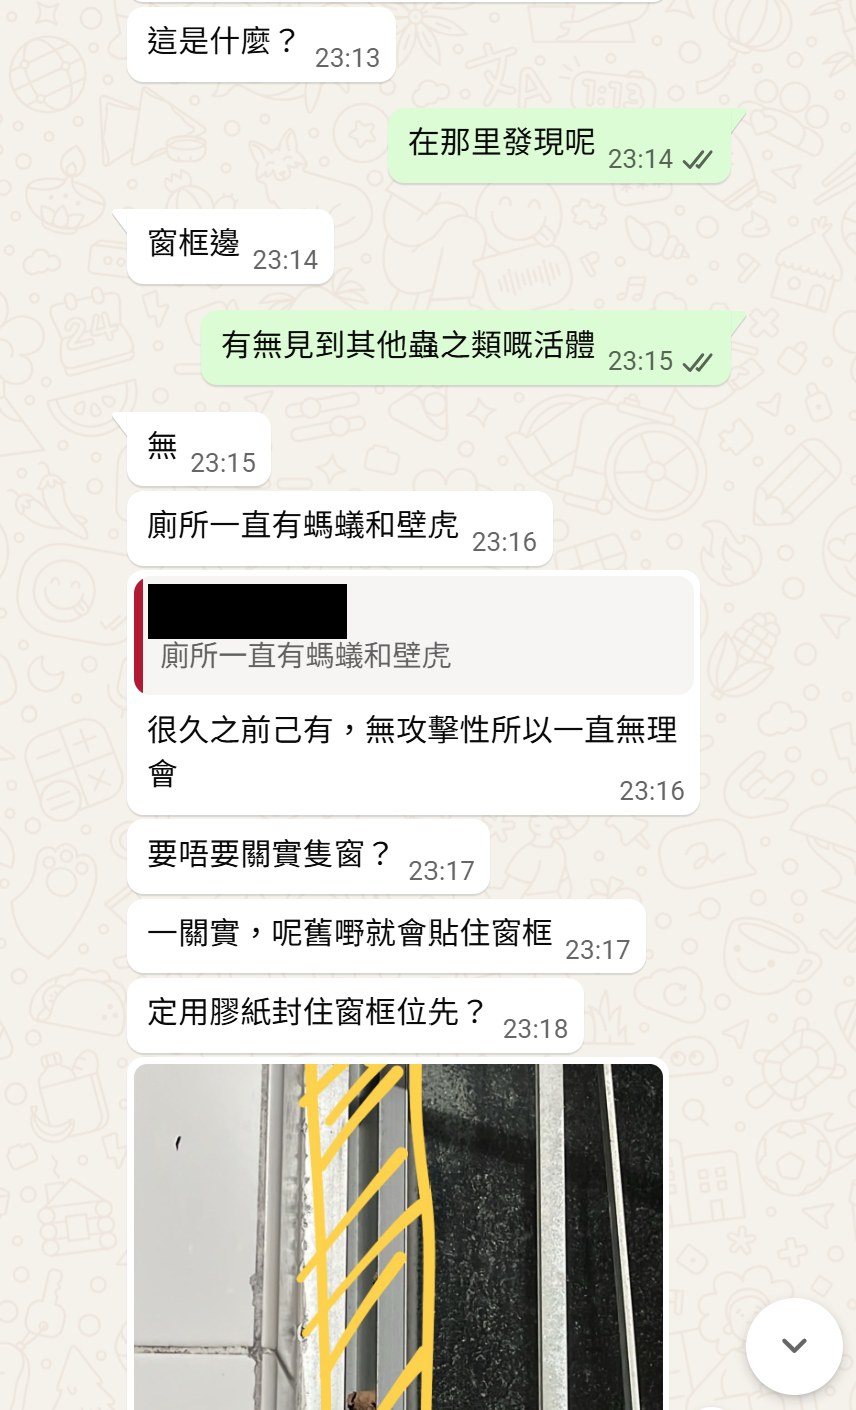 這是什麼？ 23:13
在那里發現呢 23:14
窗框邊 23:14
有無見到其他蟲之類嘅活體 23:15
無 23:15
廁所一直有螞蟻和壁虎 23:16
廁所一直有螞蟻和壁虎
很久之前己有，無攻擊性所以一直無理
會 23:16
要唔要關實隻窗？ 23:17
一關實，呢舊嘢就會貼住窗框 23:17
定用膠紙封住窗框位先？ 23:18